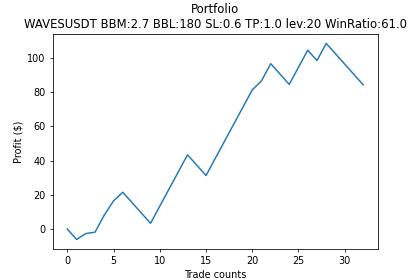 Portfolio
WAVESUSDT BBM:2.7 BBL:180 SL:0.6 TP:1.0 lev:20 WinRatio:61.0
100
80
60
40
20
0
Profit ($)
0 5 10 15 20 25 30
Trade counts